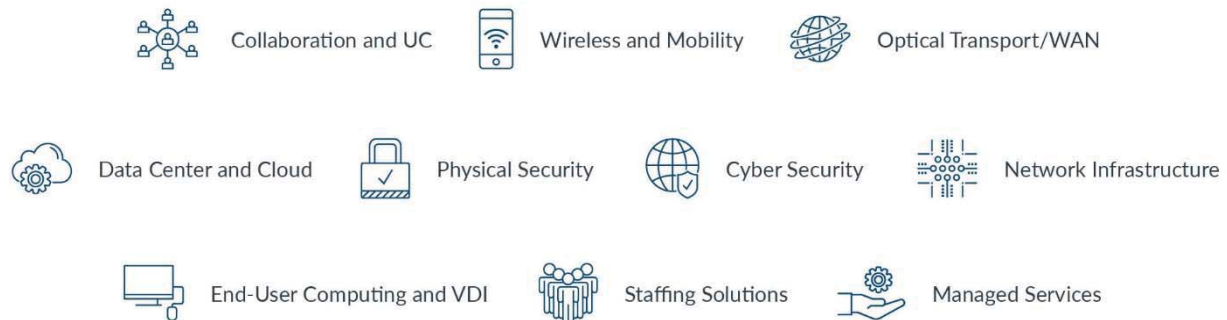 Collaboration and UC
Wireless and Mobility
Optical Transport/WAN
Data Center and Cloud
Physical Security
Cyber Security
Network Infrastructure
End-User Computing and VDI
Staffing Solutions
Managed Services